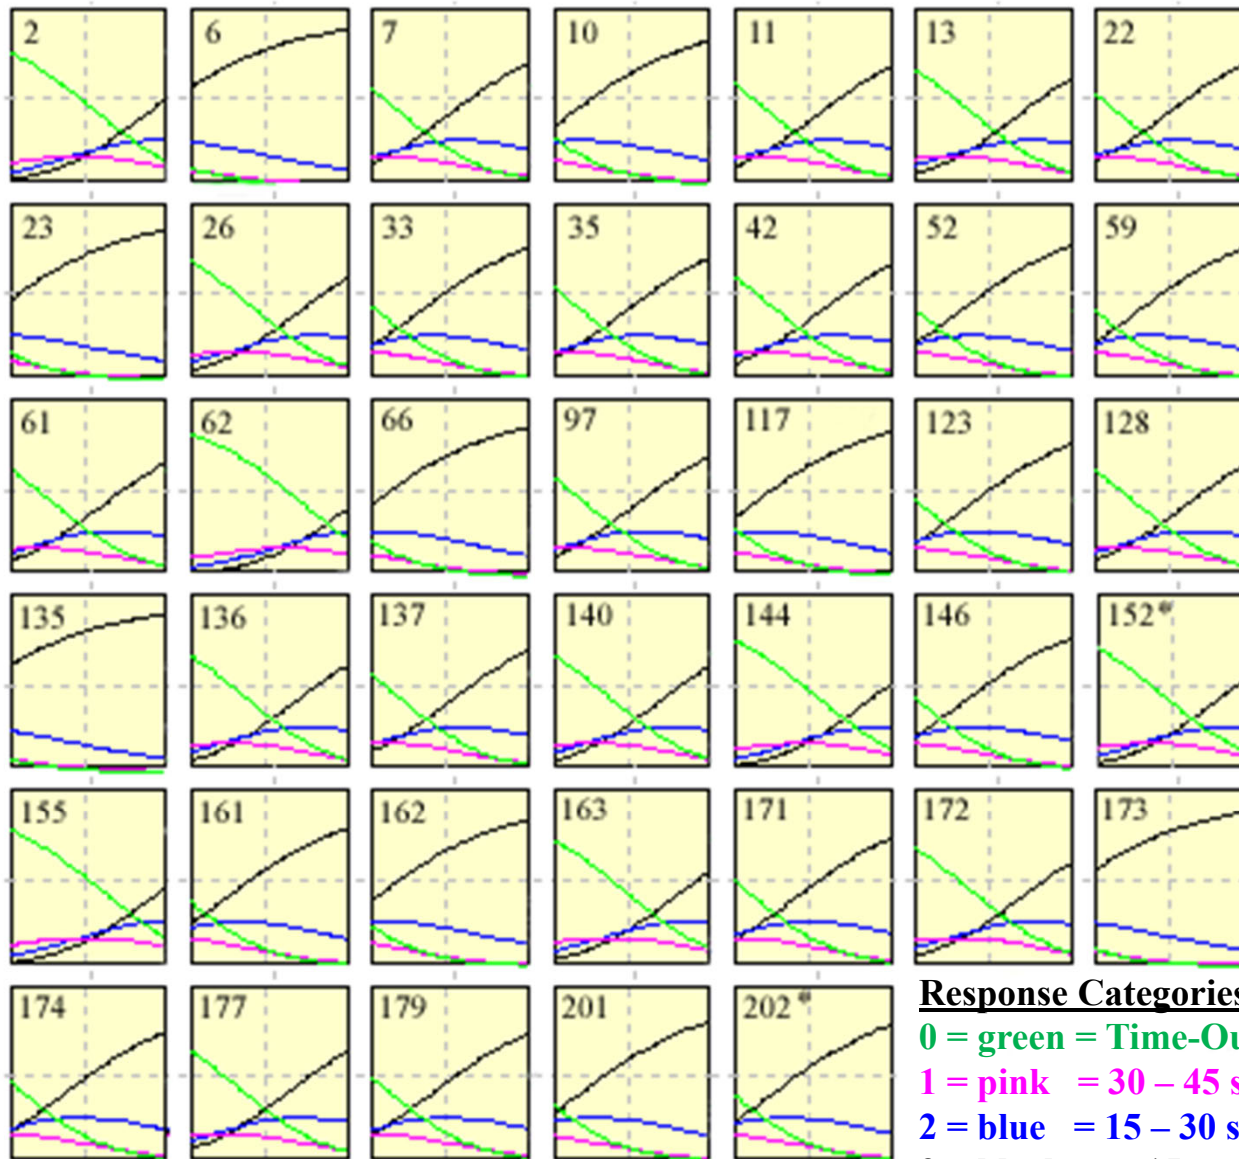 2 6 7 10 11 13 22
23 26 33 35 42 52 59
61 62 66 97 117 123 128
135 136 137 140 144 146 152*
155 161 162 163 171 172 173
174 177 179 201 202*
Response Categories
0 = green = Time-Ou
1 = pink = 30 – 45 s
2 = blue = 15 – 30 s